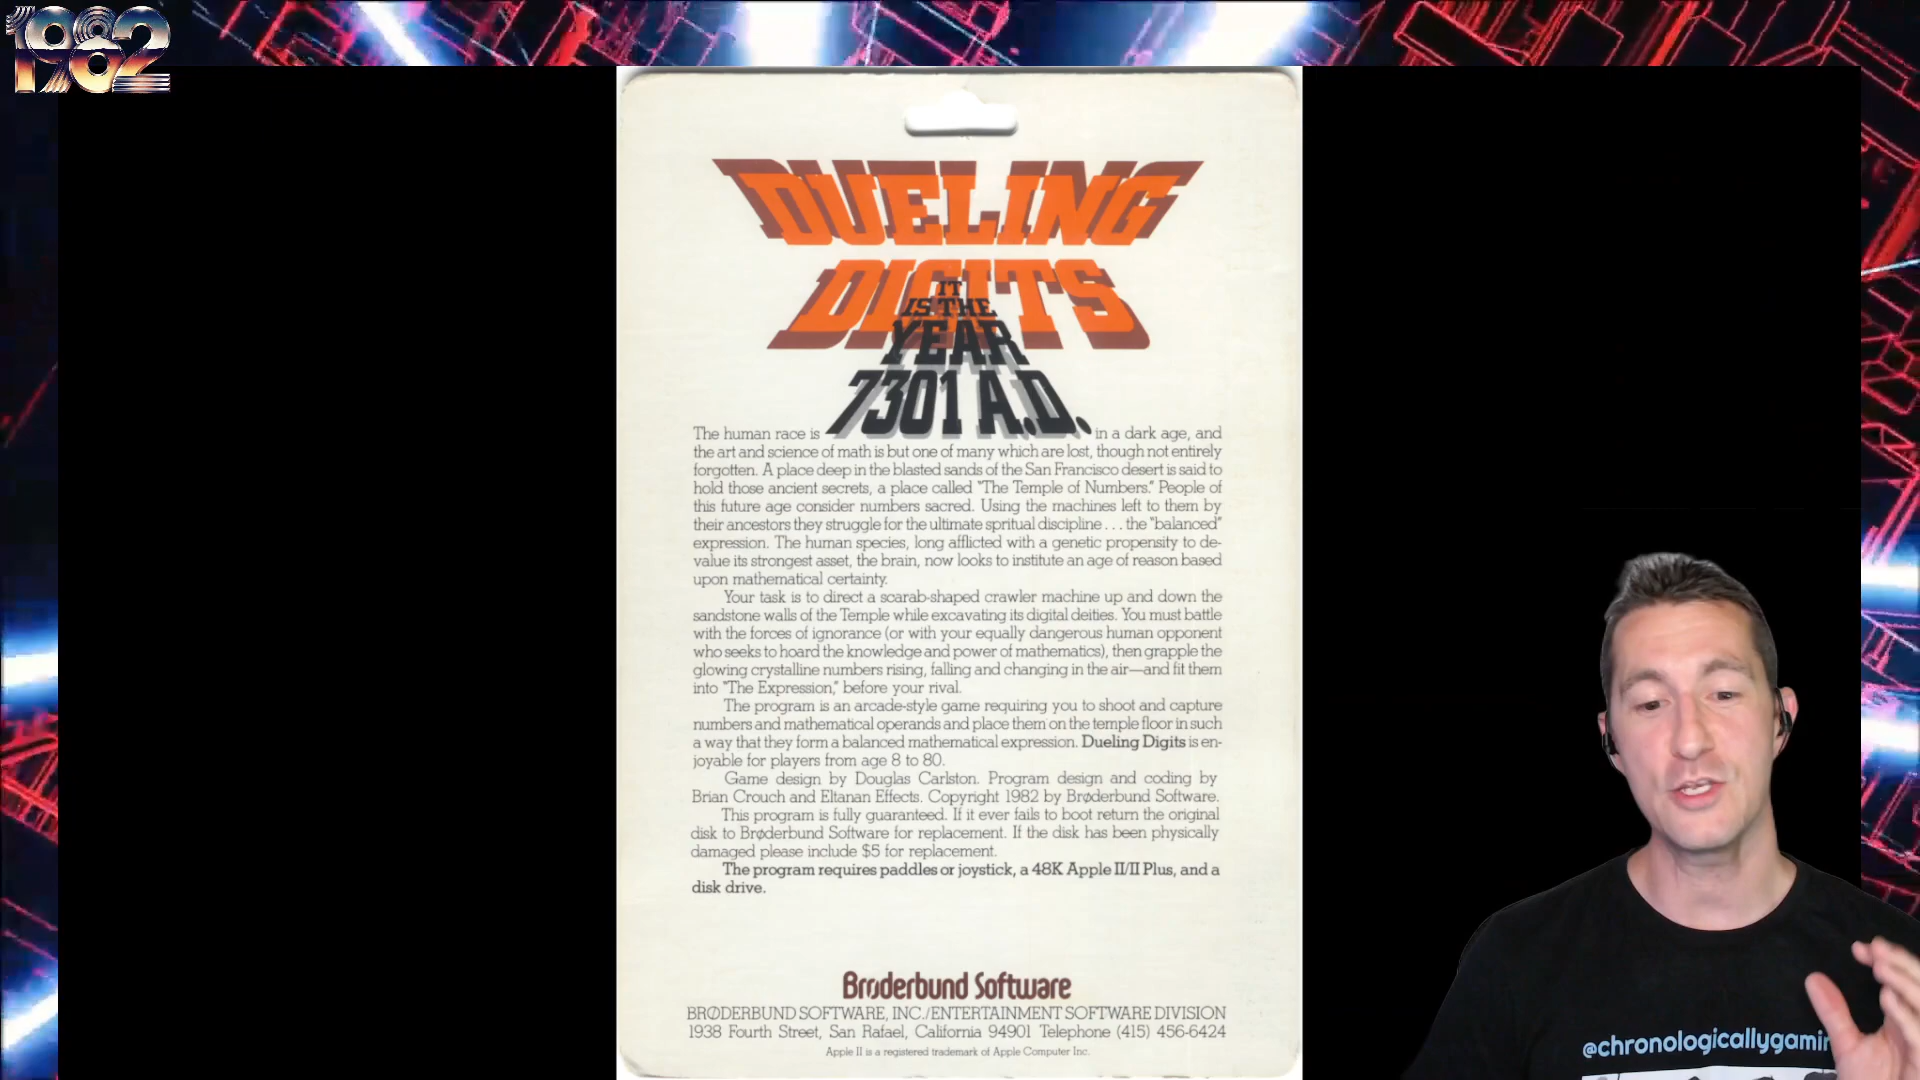 1982
1982
DUELING
DIGITS
IT
IS THE
YEAR
7301 A.D.
The human race is in a dark age, and
the art and science of math is but one of many which are lost, though not entirely
forgotten. A place deep in the blasted sands of the San Francisco desert is said to
hold those ancient secrets, a place called "The Temple of Numbers." People of
this future age consider numbers sacred. Using the machines left to them by
their ancestors they struggle for the ultimate spritual discipline . . . the "balanced"
expression. The human species, long afflicted with a genetic propensity to de-
value its strongest asset, the brain, now looks to institute an age of reason based
upon mathematical certainty.
Your task is to direct a scarab-shaped crawler machine up and down the
sandstone walls of the Temple while excavating its digital deities. You must battle
with the forces of ignorance (or with your equally dangerous human opponent
who seeks to hoard the knowledge and power of mathematics), then grapple the
glowing crystalline numbers rising, falling and changing in the air—and fit them
into "The Expression," before your rival.
The program is an arcade-style game requiring you to shoot and capture
numbers and mathematical operands and place them on the temple floor in such
a way that they form a balanced mathematical expression. Dueling Digits is en-
joyable for players from age 8 to 80.
Game design by Douglas Carlston. Program design and coding by
Brian Crouch and Eltanan Effects. Copyright 1982 by Brøderbund Software.
This program is fully guaranteed. If it ever fails to boot return the original
disk to Brøderbund Software for replacement. If the disk has been physically
damaged please include $5 for replacement.
The program requires paddles or joystick, a 48K Apple II/II Plus, and a
disk drive.
Brøderbund Software
BRØDERBUND SOFTWARE, INC./ENTERTAINMENT SOFTWARE DIVISION
1938 Fourth Street, San Rafael, California 94901 Telephone (415) 456-6424
Apple II is a registered trademark of Apple Computer Inc.
@chronologicallygamin